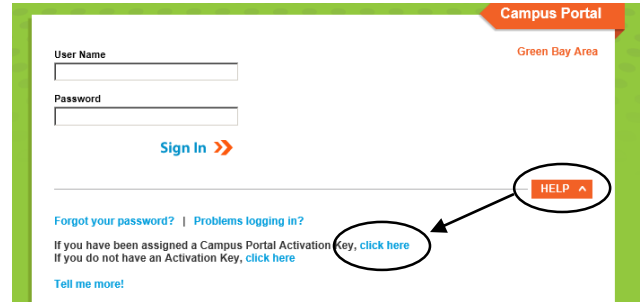 Campus Portal
User Name
Green Bay Area
Password
Sign In
HELP
Forgot your password? | Problems logging in?
If you have been assigned a Campus Portal Activation Key, click here
If you do not have an Activation Key, click here
Tell me more!